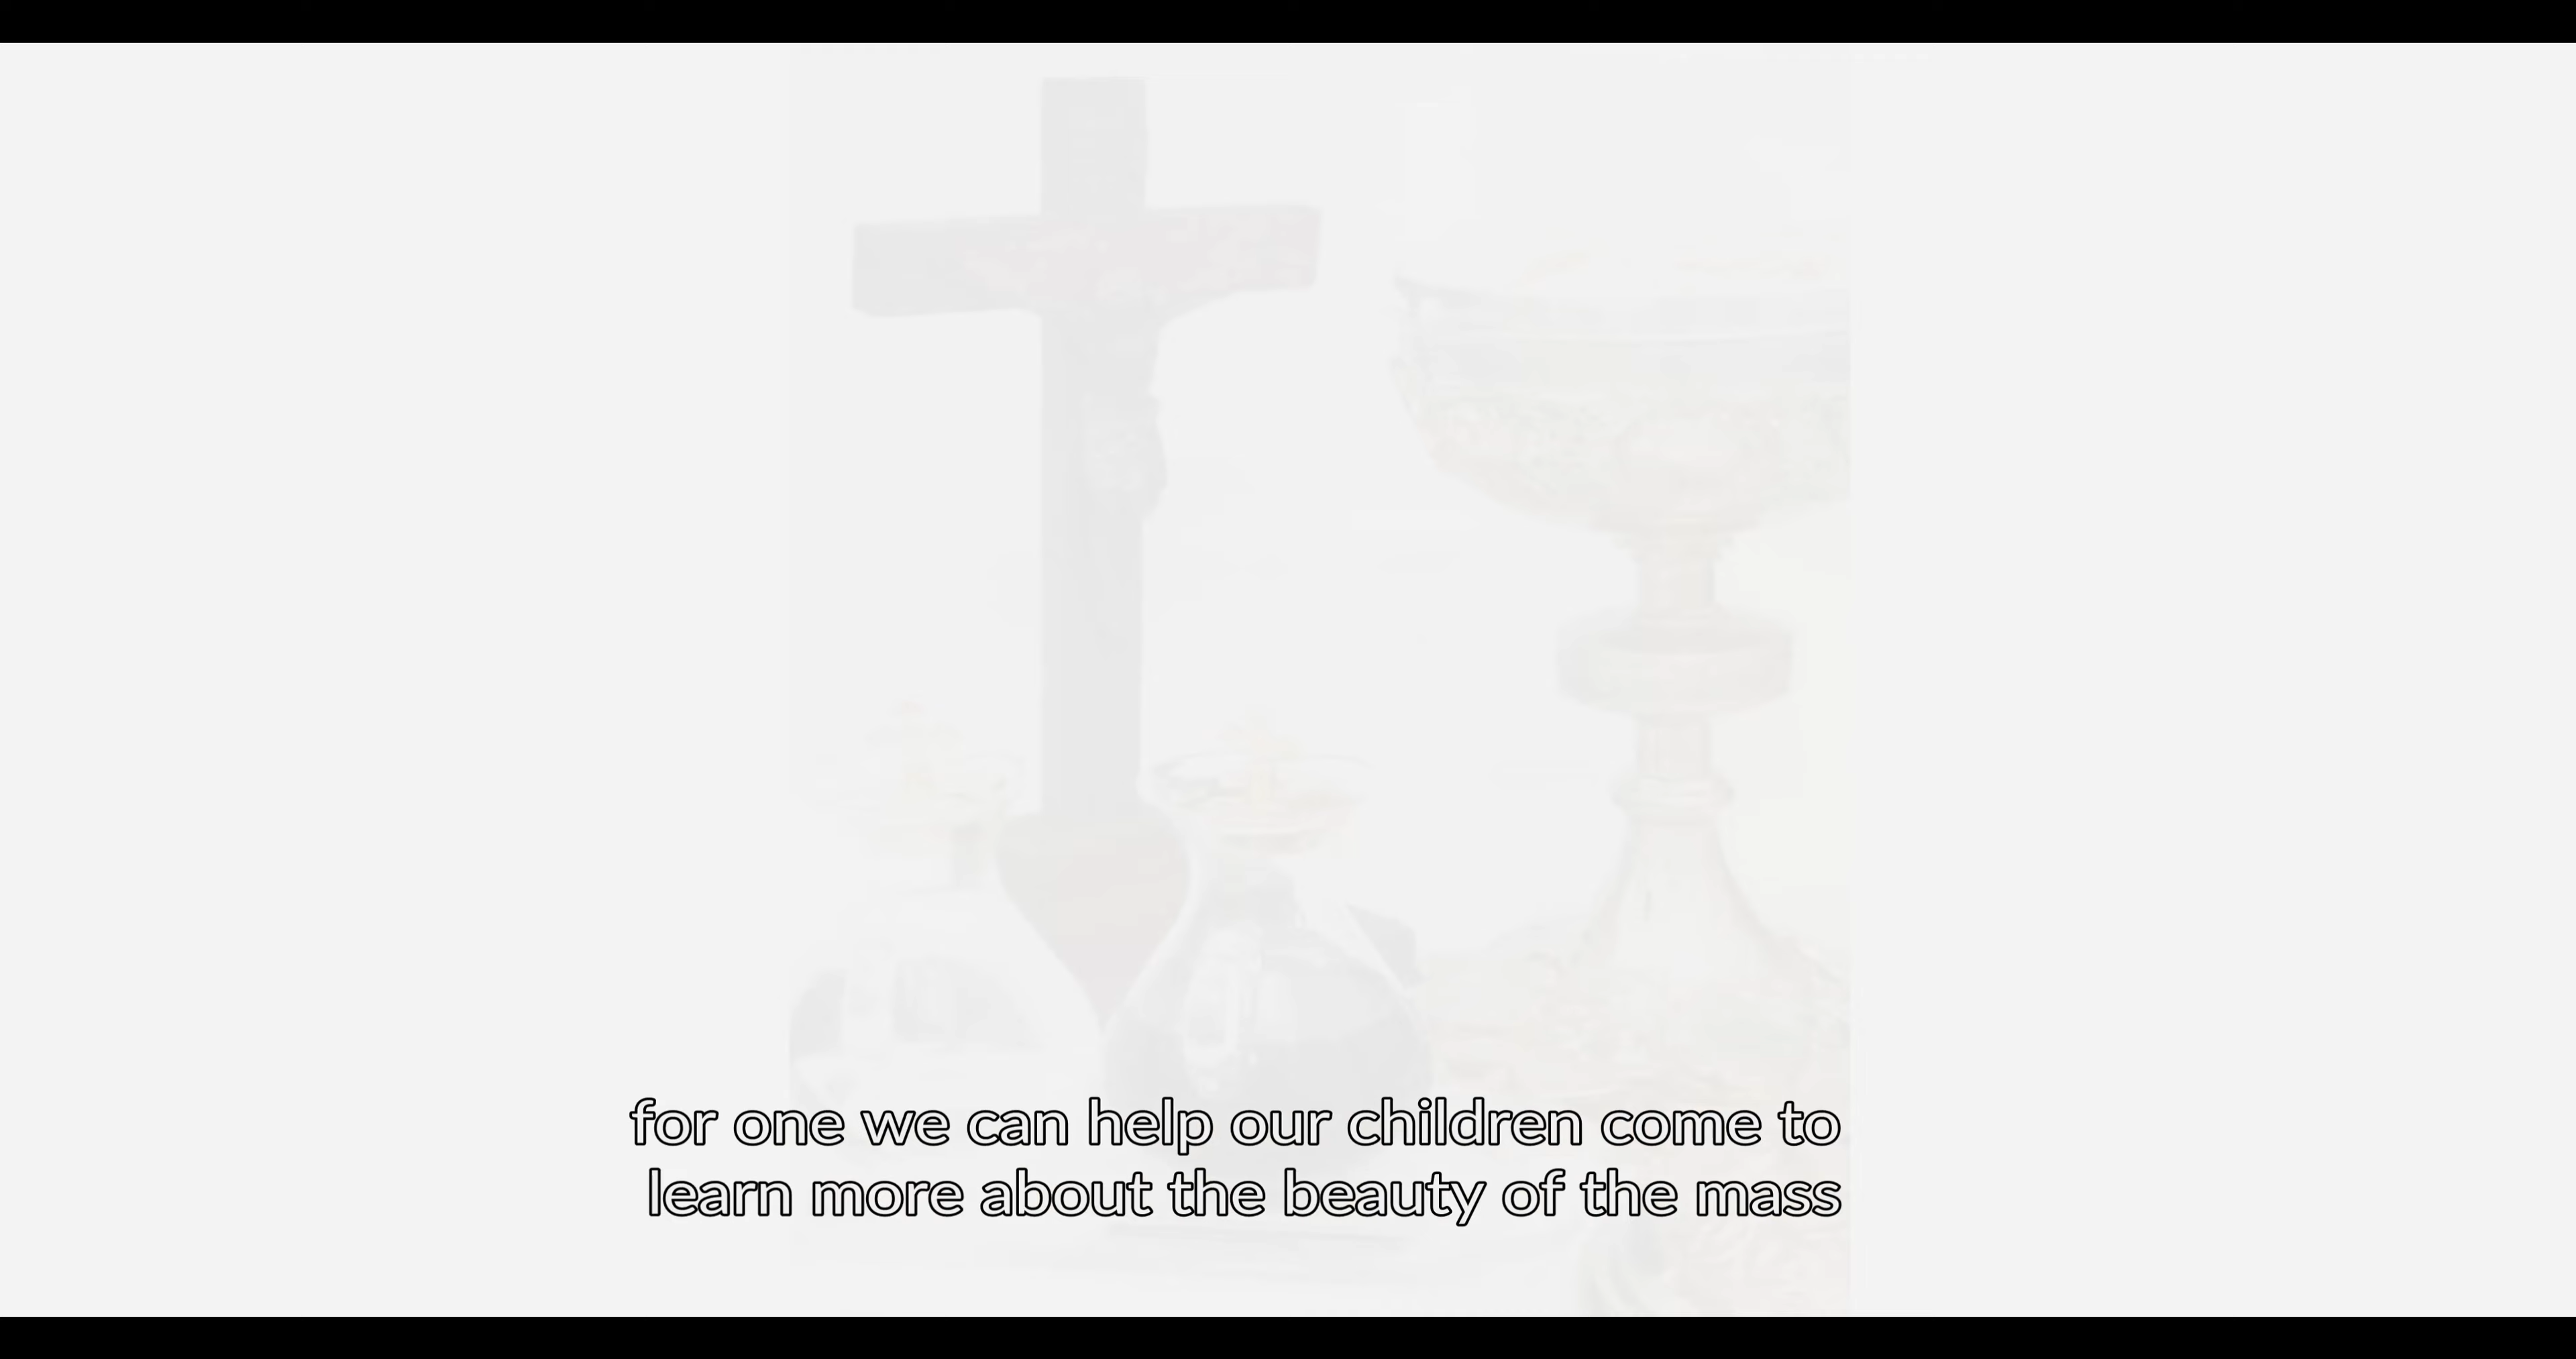 for one we can help our children come to
learn more about the beauty of the mass